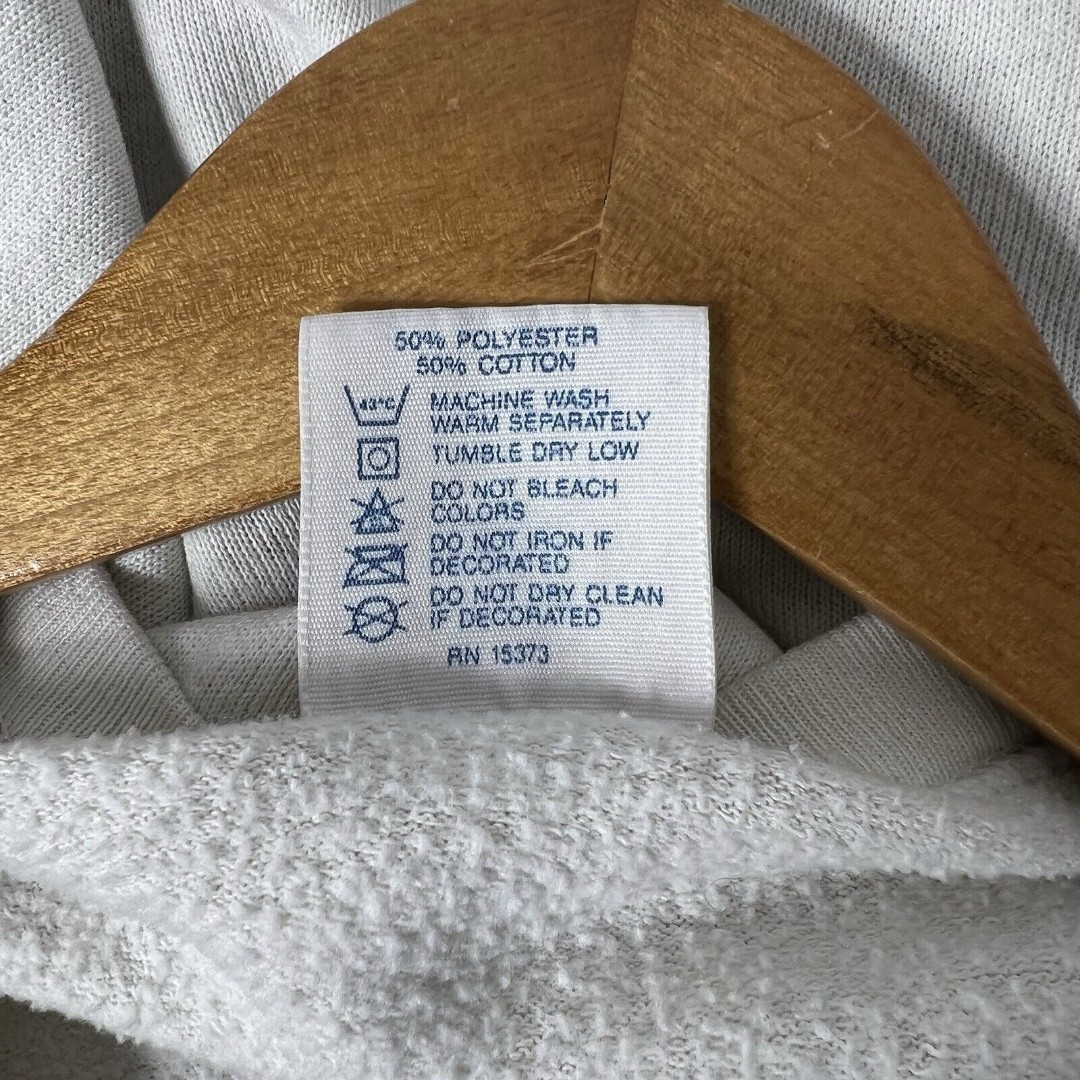 50% POLYESTER
50% COTTON
43°C
MACHINE WASH
WARM SEPARATELY
TUMBLE DRY LOW
DO NOT BLEACH
COLORS
DO NOT IRON IF
DECORATED
DO NOT DRY CLEAN
IF DECORATED
RN 15373